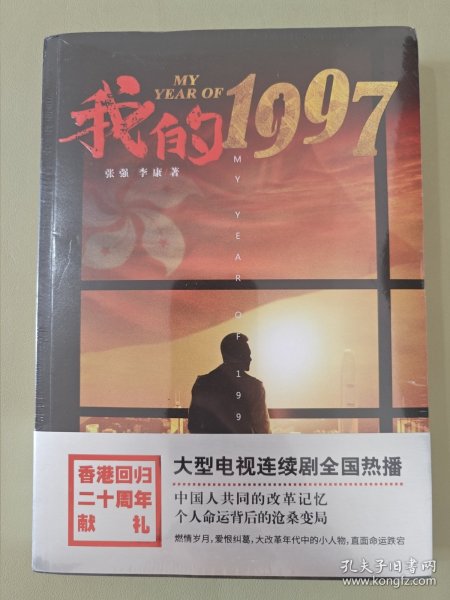 MY
YEAR OF
我的1997
张强 李康 著
MY YEAR OF 199
香港回归
二十周年
献礼
大型电视连续剧全国热播
中国人共同的改革记忆
个人命运背后的沧桑变局
燃情岁月，爱恨纠葛，大改革年代中的小人物，直面命运跌宕
孔夫子旧书网